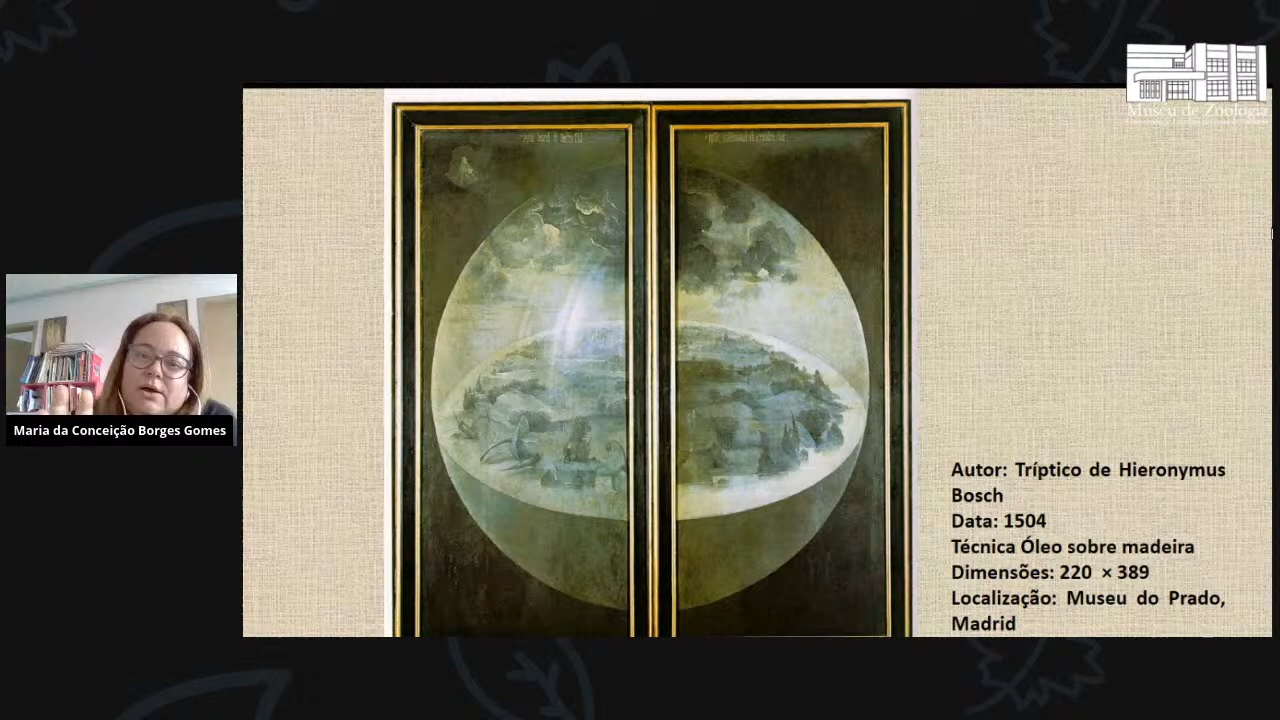 Museu de Zoologia
Maria da Conceição Borges Gomes
Autor: Tríptico de Hieronymus
Bosch
Data: 1504
Técnica Óleo sobre madeira
Dimensões: 220 × 389
Localização: Museu do Prado,
Madrid